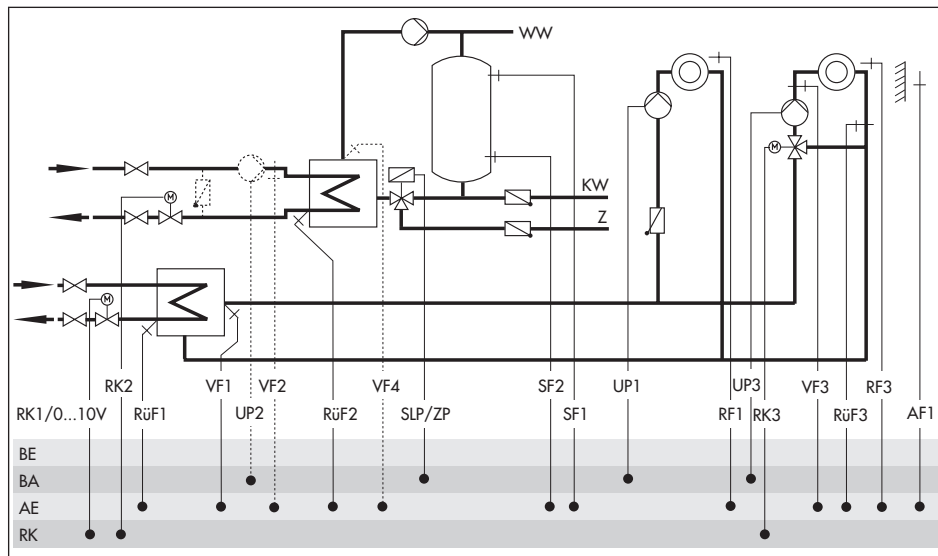 WW
KW
Z
M
M
M
RK2
VF1
VF2
VF4
SF2
UP1
UP3
VF3
RF3
RK1/0...10V
RüF1
UP2
RüF2
SLP/ZP
SF1
RF1
RK3
RüF3
AF1
BE
BA
AE
RK